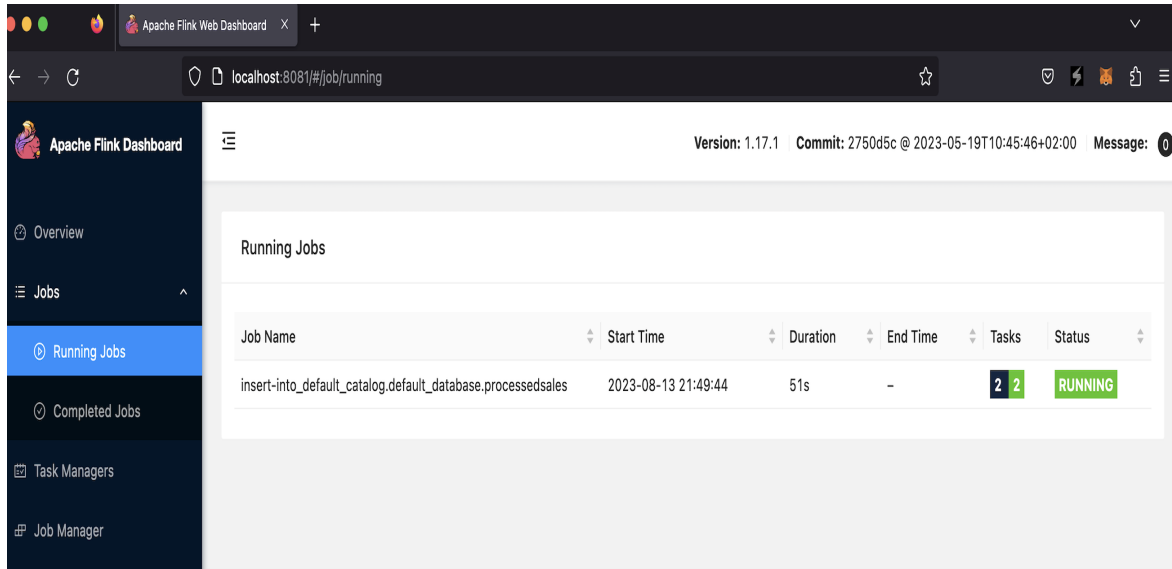 Apache Flink Web Dashboard
localhost:8081/#/job/running
Apache Flink Dashboard
Version: 1.17.1 Commit: 2750d5c @ 2023-05-19T10:45:46+02:00 Message: 0
Overview
Jobs
Running Jobs
Completed Jobs
Task Managers
Job Manager
Running Jobs
Job Name Start Time Duration End Time Tasks Status
insert-into_default_catalog.default_database.processedsales 2023-08-13 21:49:44 51s – 2 2 RUNNING